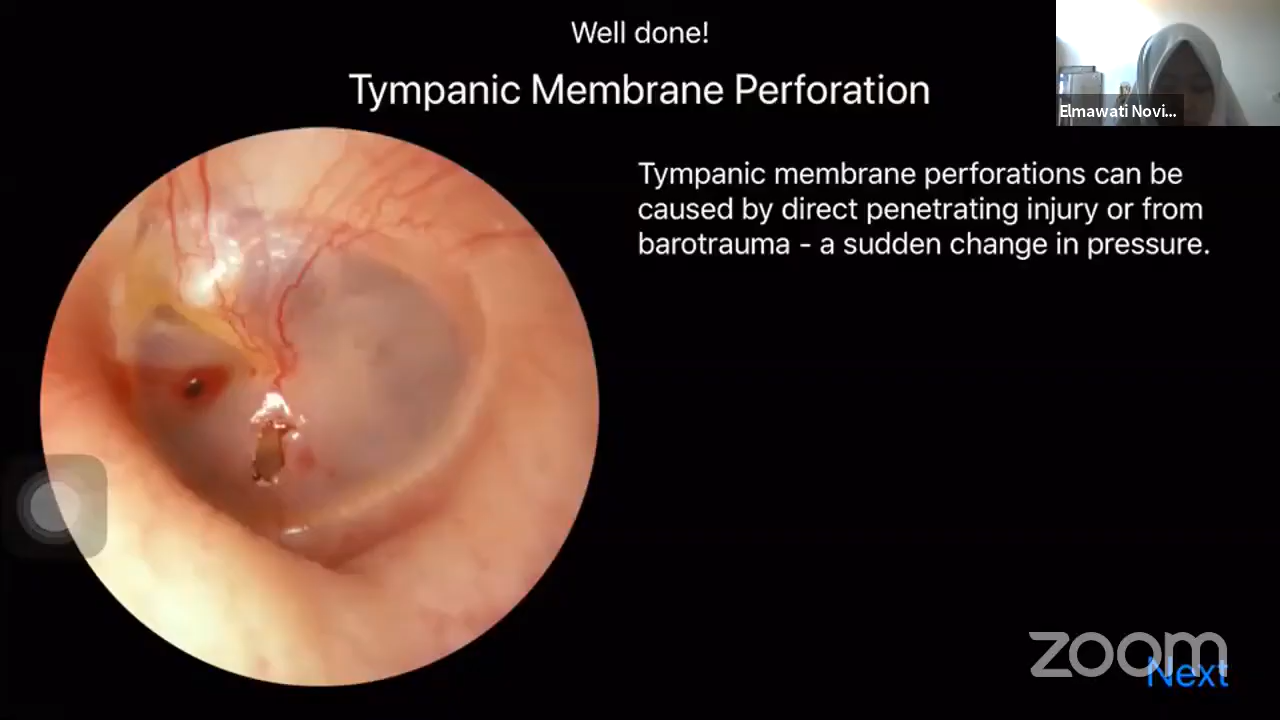 Well done!
Tympanic Membrane Perforation
Elmawati Novi...
Tympanic membrane perforations can be
caused by direct penetrating injury or from
barotrauma - a sudden change in pressure.
zoom
Next